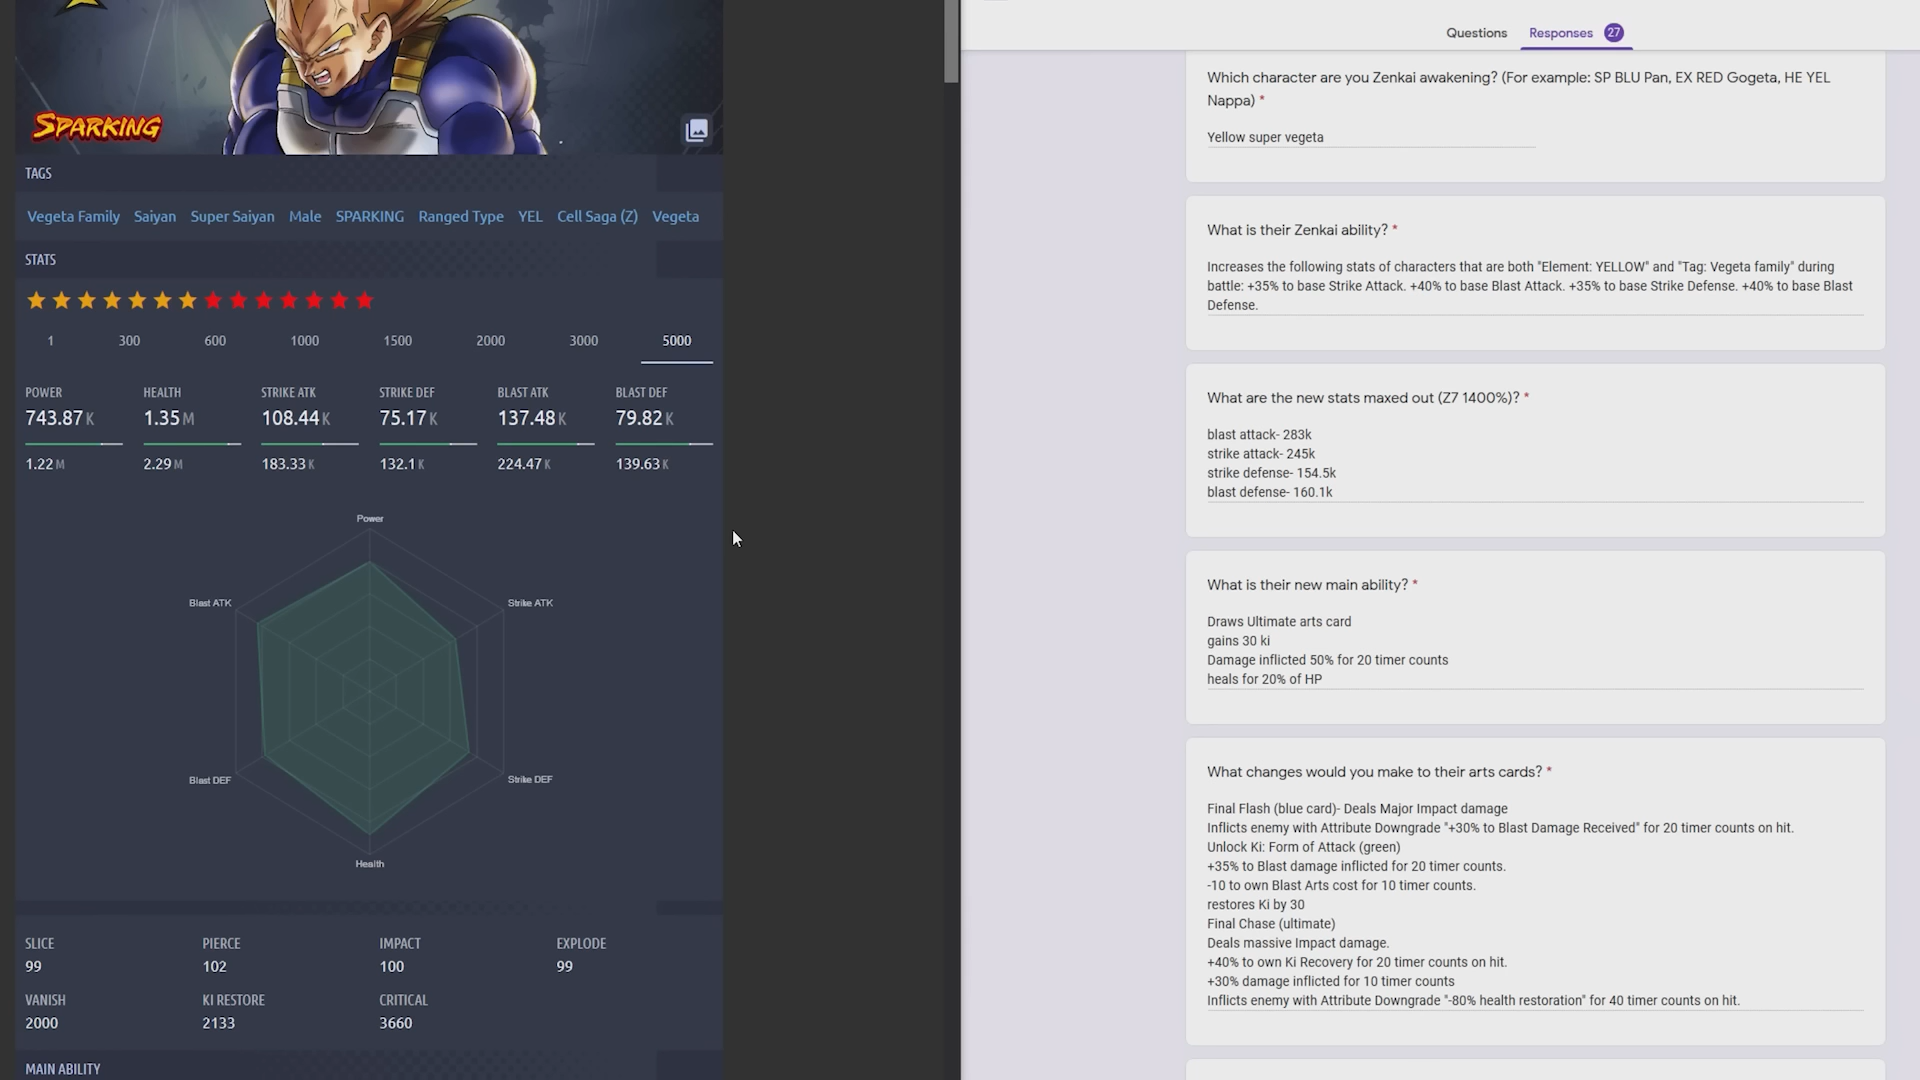 SPARKING
TAGS
Vegeta Family Saiyan Super Saiyan Male SPARKING Ranged Type YEL Cell Saga (Z) Vegeta
STATS
1 300 600 1000 1500 2000 3000 5000
POWER HEALTH STRIKE ATK STRIKE DEF BLAST ATK BLAST DEF
743.87 K 1.35 M 108.44 K 75.17 K 137.48 K 79.82 K
1.22 M 2.29 M 183.33 K 132.1 K 224.47 K 139.63 K
Power
Blast ATK Strike ATK
Blast DEF Strike DEF
Health
SLICE PIERCE IMPACT EXPLODE
99 102 100 99
VANISH KI RESTORE CRITICAL
2000 2133 3660
MAIN ABILITY
Questions Responses 27
Which character are you Zenkai awakening? (For example: SP BLU Pan, EX RED Gogeta, HE YEL
Nappa) *
Yellow super vegeta
What is their Zenkai ability? *
Increases the following stats of characters that are both "Element: YELLOW" and "Tag: Vegeta family" during
battle: +35% to base Strike Attack. +40% to base Blast Attack. +35% to base Strike Defense. +40% to base Blast
Defense.
What are the new stats maxed out (Z7 1400%)? *
blast attack- 283k
strike attack- 245k
strike defense- 154.5k
blast defense- 160.1k
What is their new main ability? *
Draws Ultimate arts card
gains 30 ki
Damage inflicted 50% for 20 timer counts
heals for 20% of HP
What changes would you make to their arts cards? *
Final Flash (blue card)- Deals Major Impact damage
Inflicts enemy with Attribute Downgrade "+30% to Blast Damage Received" for 20 timer counts on hit.
Unlock Ki: Form of Attack (green)
+35% to Blast damage inflicted for 20 timer counts.
-10 to own Blast Arts cost for 10 timer counts.
restores Ki by 30
Final Chase (ultimate)
Deals massive Impact damage.
+40% to own Ki Recovery for 20 timer counts on hit.
+30% damage inflicted for 10 timer counts
Inflicts enemy with Attribute Downgrade "-80% health restoration" for 40 timer counts on hit.